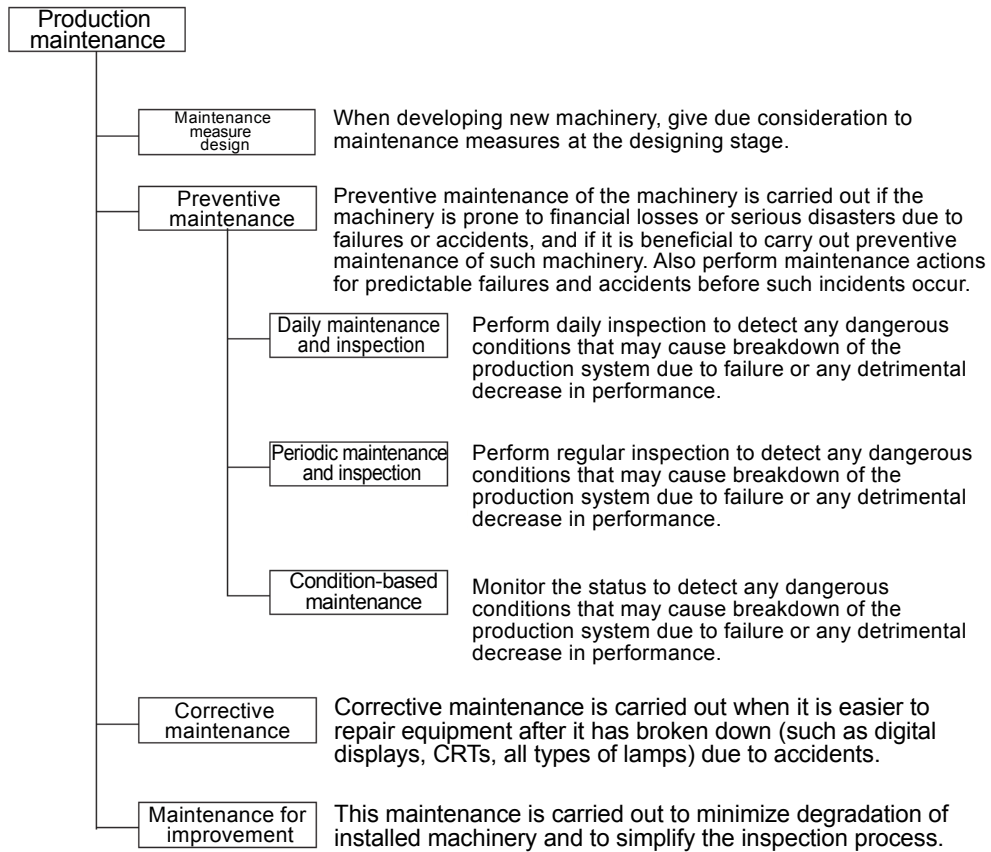 Production
maintenance
Maintenance
measure
design
When developing new machinery, give due consideration to
maintenance measures at the designing stage.
Preventive
maintenance
Preventive maintenance of the machinery is carried out if the
machinery is prone to financial losses or serious disasters due to
failures or accidents, and if it is beneficial to carry out preventive
maintenance of such machinery. Also perform maintenance actions
for predictable failures and accidents before such incidents occur.
Daily maintenance
and inspection
Perform daily inspection to detect any dangerous
conditions that may cause breakdown of the
production system due to failure or any detrimental
decrease in performance.
Periodic maintenance
and inspection
Perform regular inspection to detect any dangerous
conditions that may cause breakdown of the
production system due to failure or any detrimental
decrease in performance.
Condition-based
maintenance
Monitor the status to detect any dangerous
conditions that may cause breakdown of the
production system due to failure or any detrimental
decrease in performance.
Corrective
maintenance
Corrective maintenance is carried out when it is easier to
repair equipment after it has broken down (such as digital
displays, CRTs, all types of lamps) due to accidents.
Maintenance for
improvement
This maintenance is carried out to minimize degradation of
installed machinery and to simplify the inspection process.